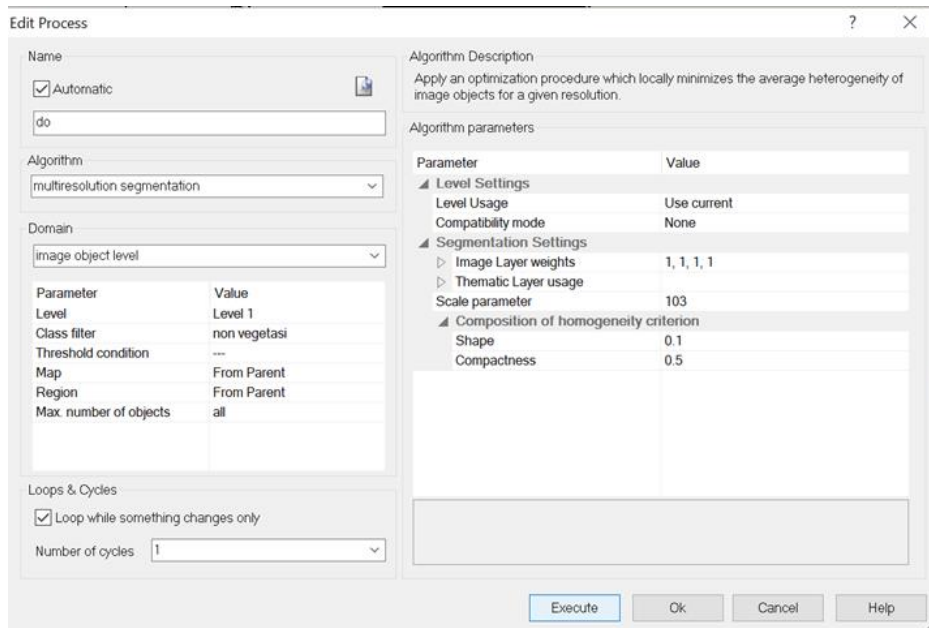 Edit Process
?
Name
Automatic
do
Algorithm
multiresolution segmentation
Domain
image object level
Parameter Value
Level Level 1
Class filter non vegetasi
Threshold condition ---
Map From Parent
Region From Parent
Max. number of objects all
Loops & Cycles
Loop while something changes only
Number of cycles 1
Algorithm Description
Apply an optimization procedure which locally minimizes the average heterogeneity of
image objects for a given resolution.
Algorithm parameters
Parameter Value
Level Settings
Level Usage Use current
Compatibility mode None
Segmentation Settings
Image Layer weights 1, 1, 1, 1
Thematic Layer usage
Scale parameter 103
Composition of homogeneity criterion
Shape 0.1
Compactness 0.5
Execute Ok Cancel Help